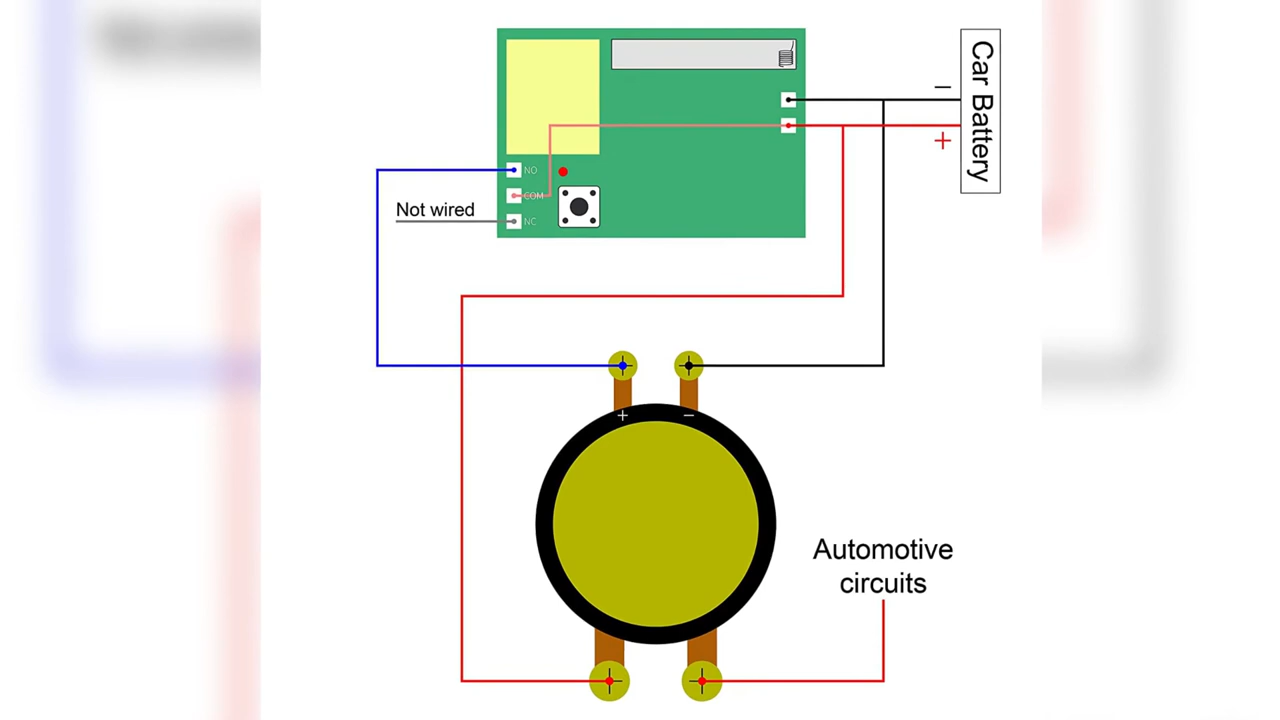 Car Battery
−
+
NO
COM
NC
Not wired
+
−
Automotive
circuits